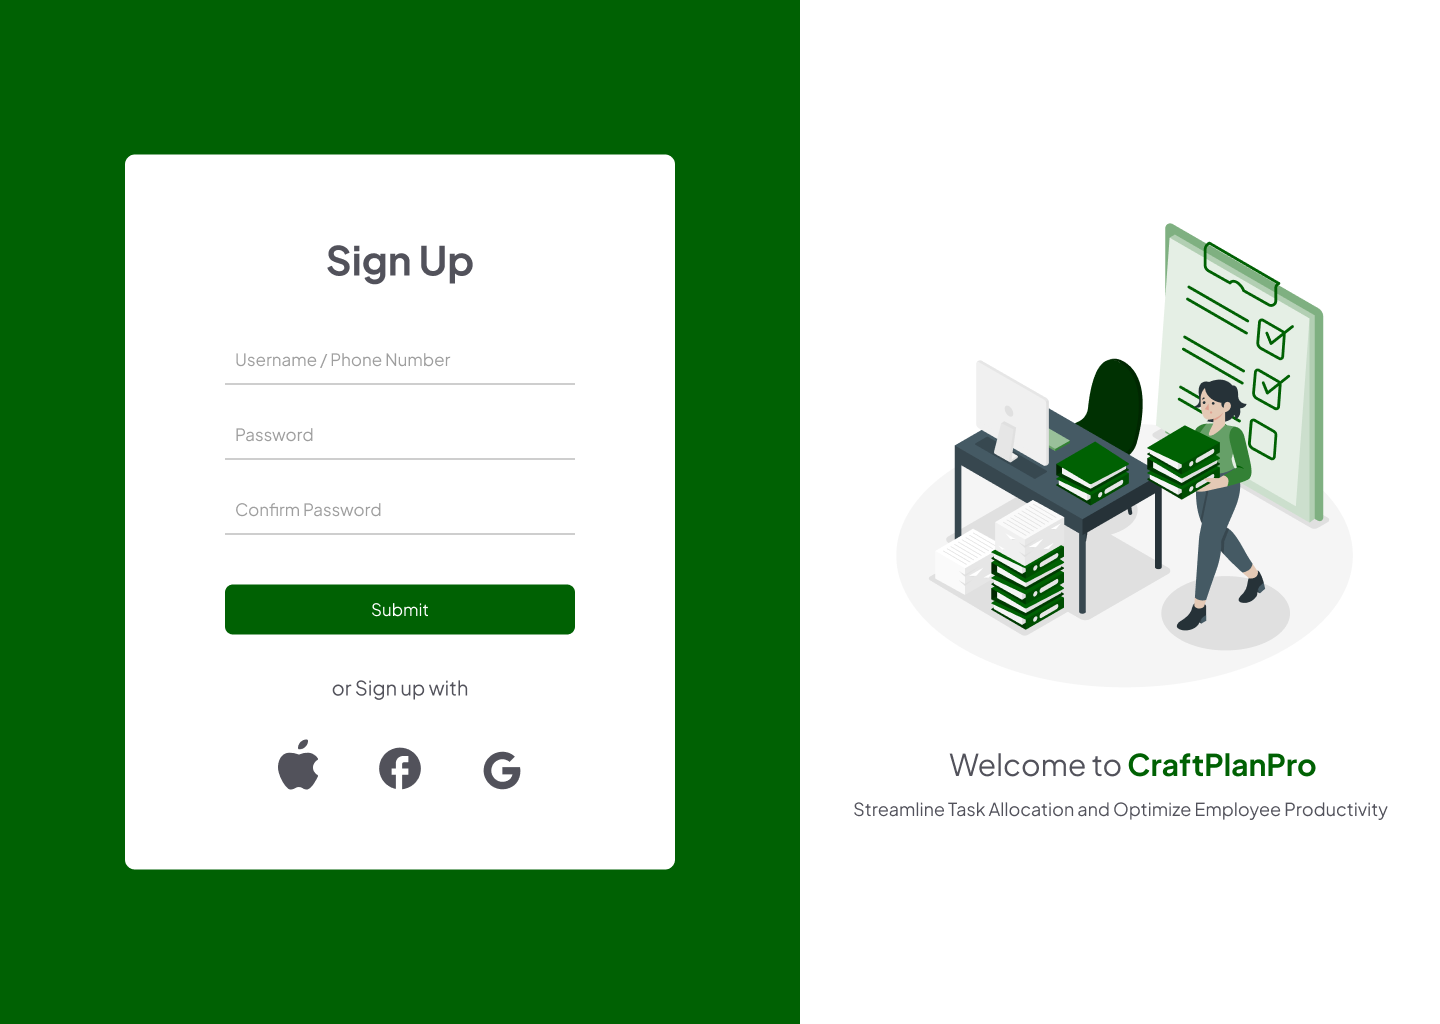 Sign Up
Username / Phone Number
Password
Confirm Password
Submit
or Sign up with
Welcome to CraftPlanPro
Streamline Task Allocation and Optimize Employee Productivity